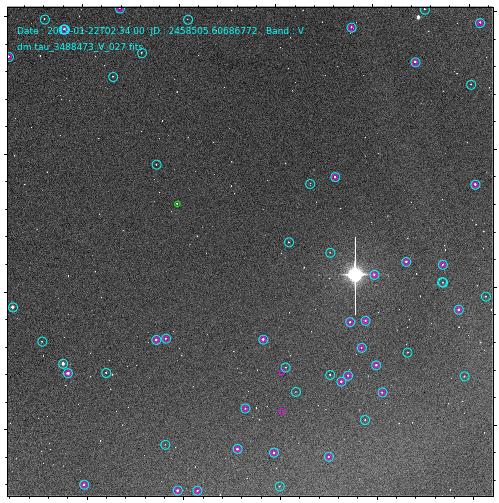 Date : 2019-01-22T02:34:00 JD : 2458505.60686772 Band : V
dm tau_3488473_V_027.fits